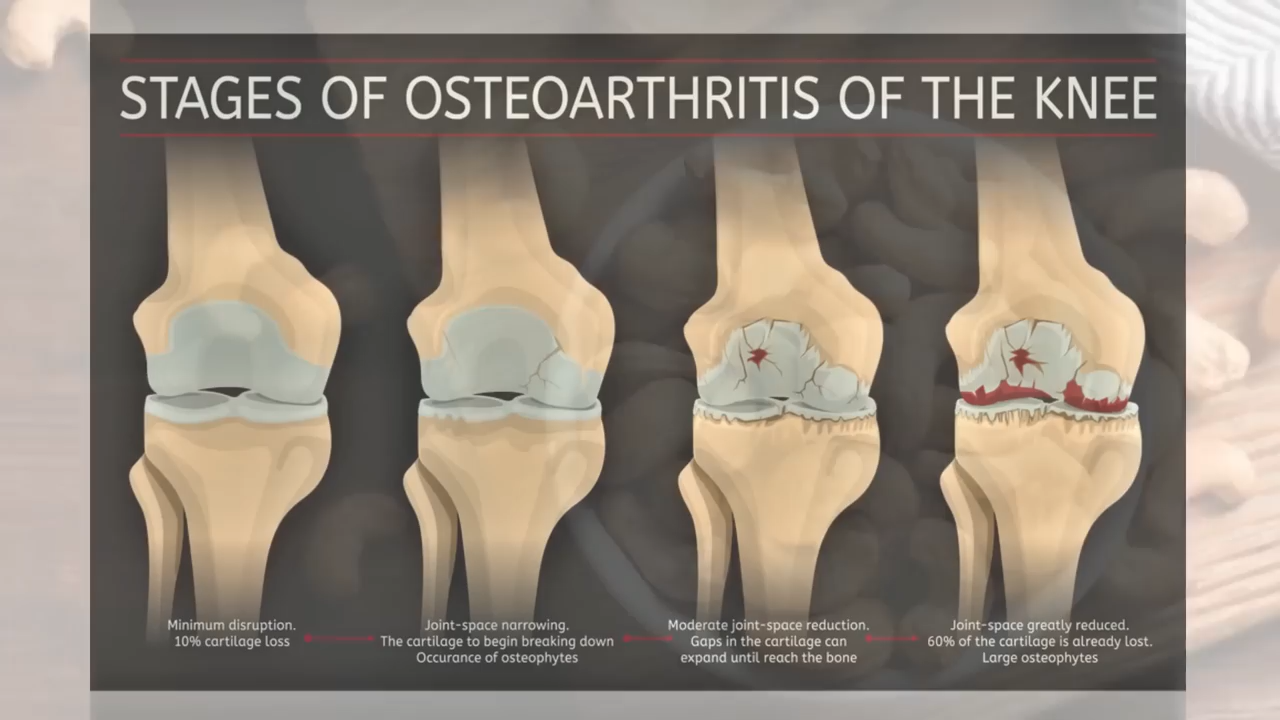 STAGES OF OSTEOARTHRITIS OF THE KNEE
Minimum disruption.
10% cartilage loss
Joint-space narrowing.
The cartilage to begin breaking down
Occurance of osteophytes
Moderate joint-space reduction.
Gaps in the cartilage can
expand until reach the bone
Joint-space greatly reduced.
60% of the cartilage is already lost.
Large osteophytes